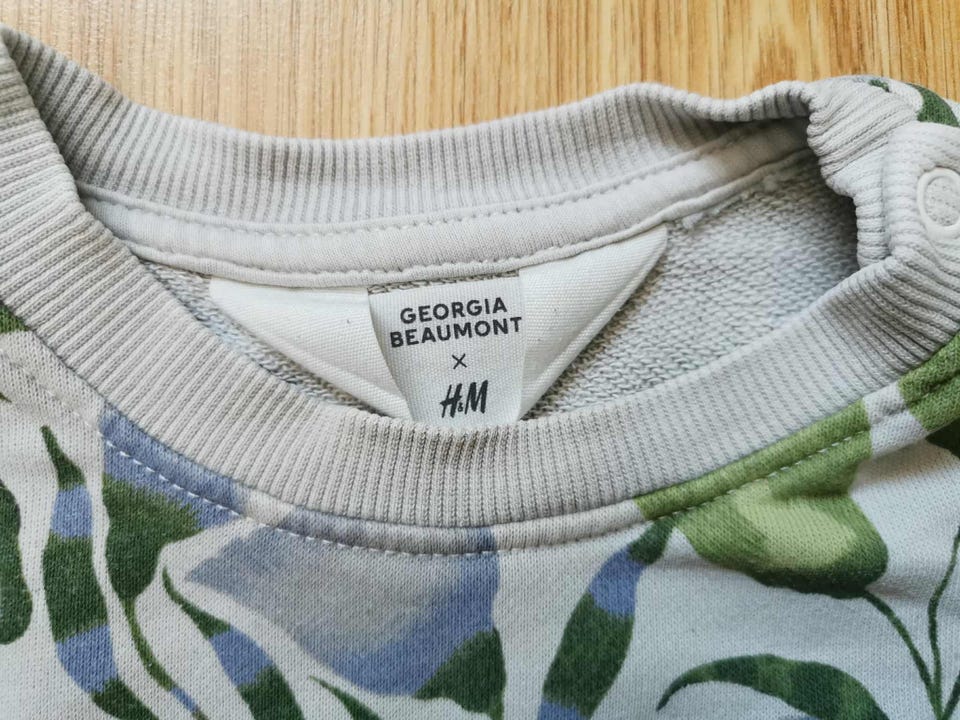 GEORGIA
BEAUMONT
×
H&M